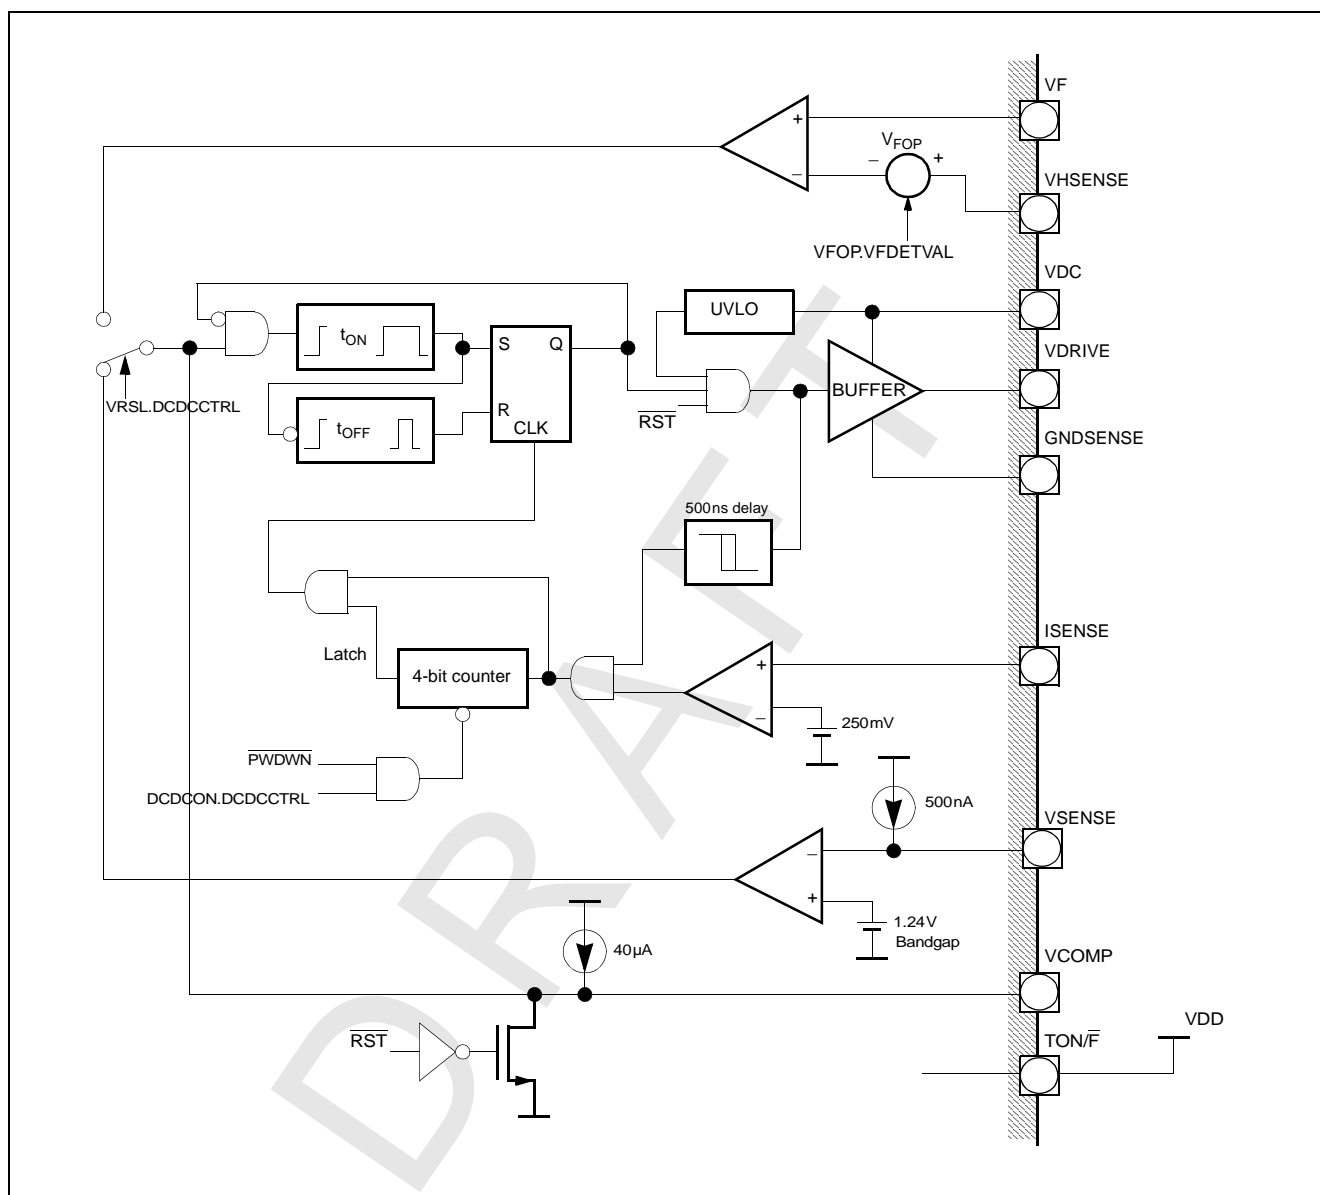 VF
+
VFOP
− +
−
VHSENSE
VFOP.VFDETVAL
VDC
UVLO
tON
S Q
VDRIVE
BUFFER
VRSL.DCDCCTRL
R
RST
tOFF
CLK
GNDSENSE
500ns delay
ISENSE
Latch
4-bit counter
+
−
250mV
PWDWN
DCDCON.DCDCCTRL
500nA
VSENSE
−
+
1.24V
Bandgap
40µA
VCOMP
VDD
RST
TON/F
DRAFT